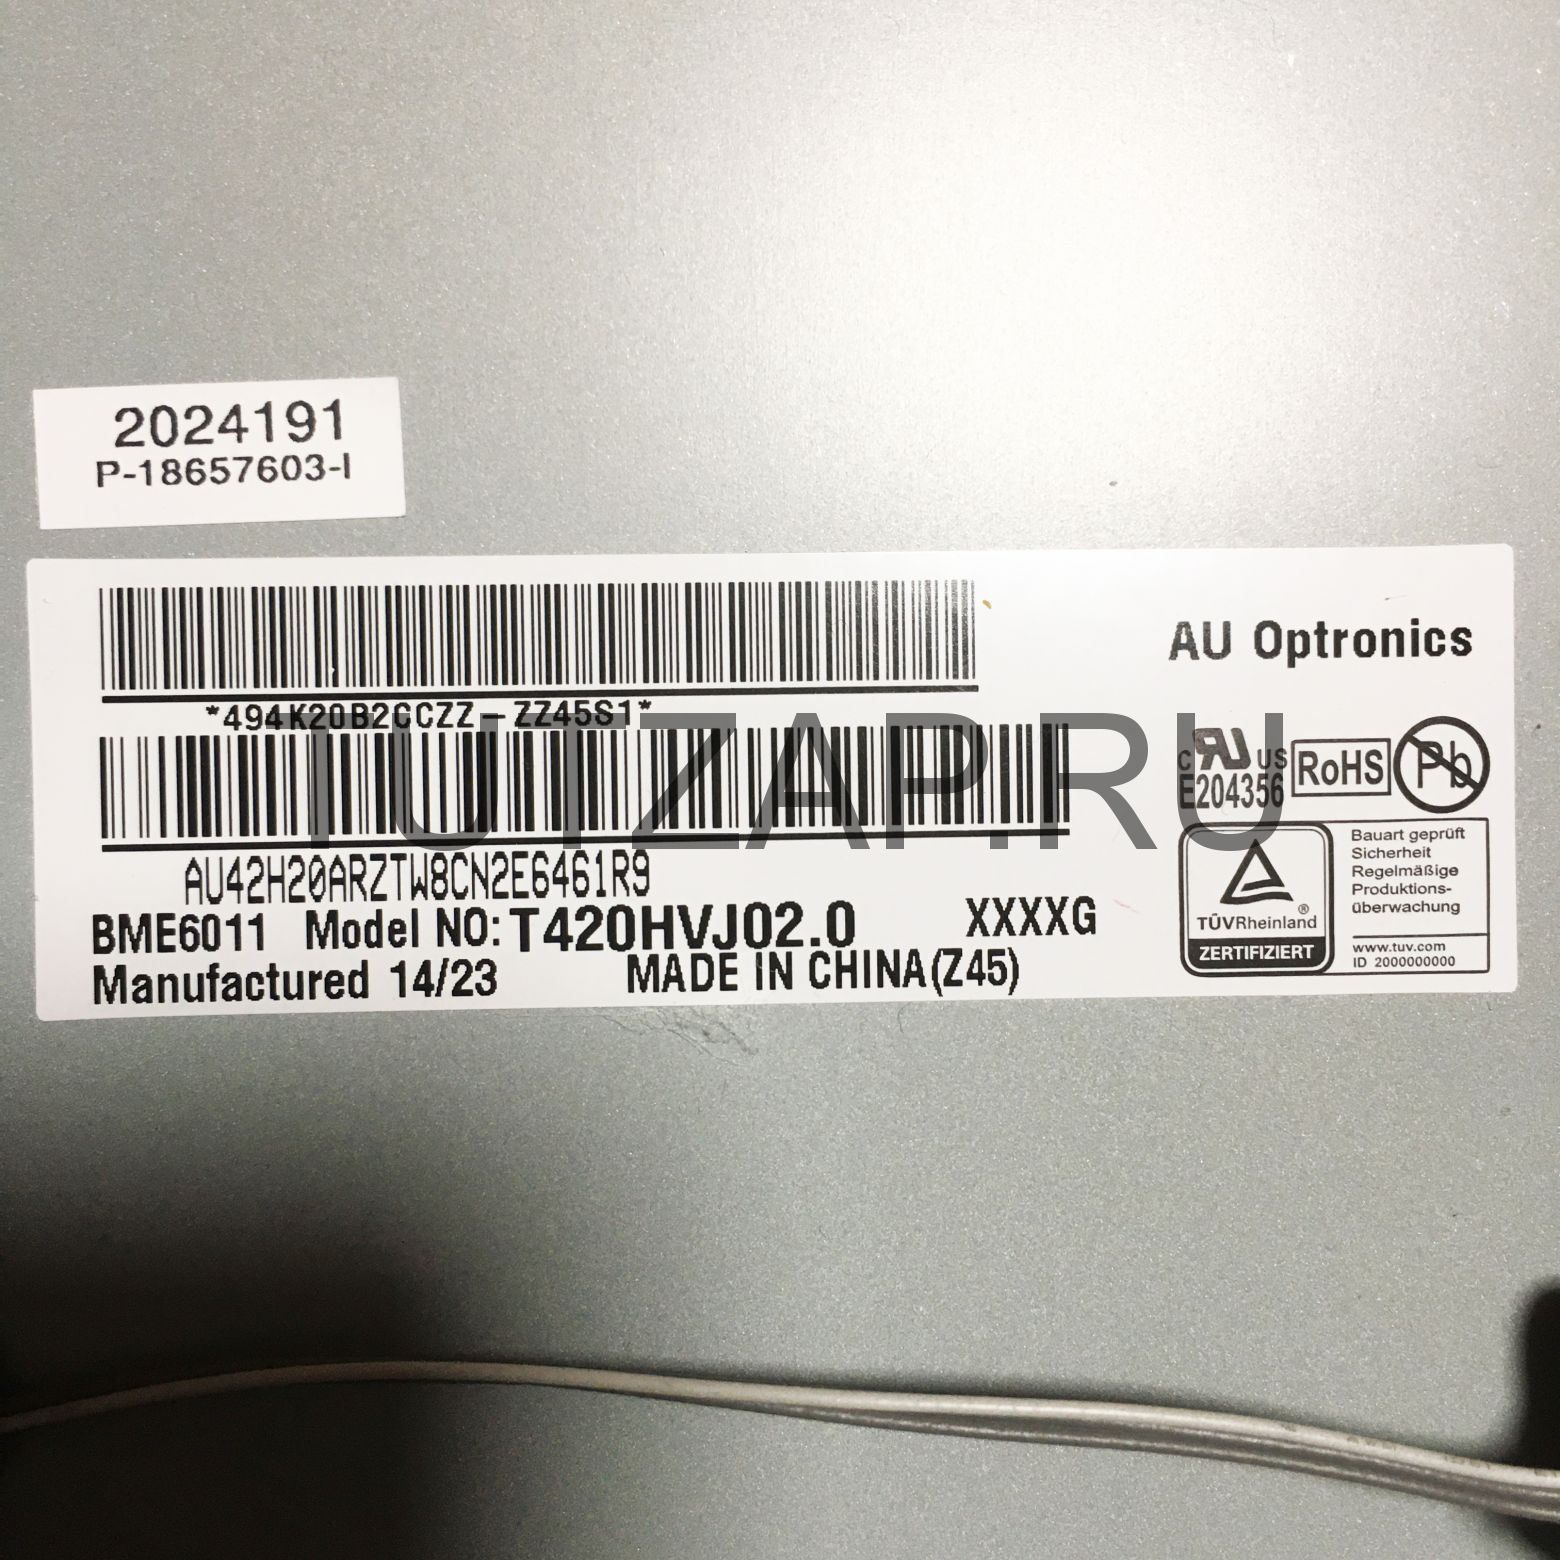 2024191
P-18657603-I
AU Optronics
*494K20B2CCZZ-ZZ45S1*
TUTZAP.RU
c RU US
E204356
RoHS
Pb
AU42H20ARZTW8CN2E6461R9
BME6011 Model NO: T420HVJ02.0 XXXXG
Manufactured 14/23 MADE IN CHINA(Z45)
TÜVRheinland®
ZERTIFIZIERT
Bauart geprüft
Sicherheit
Regelmäßige
Produktions-
überwachung
www.tuv.com
ID 2000000000